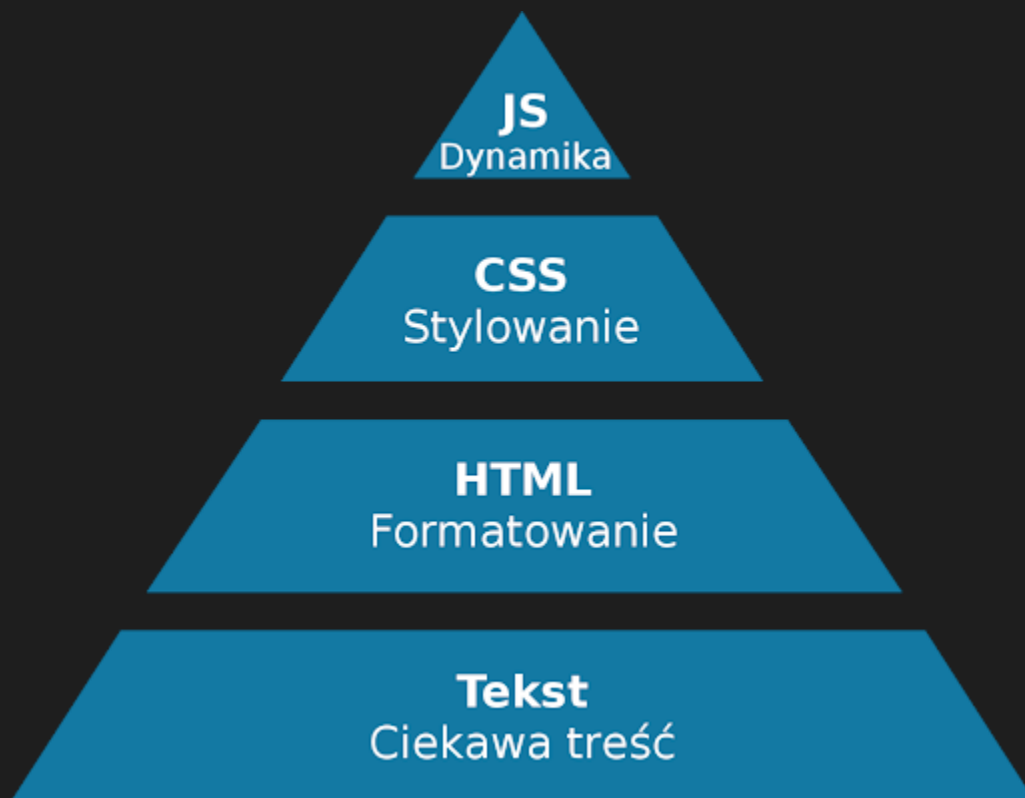 JS
Dynamika
CSS
Stylowanie
HTML
Formatowanie
Tekst
Ciekawa treść